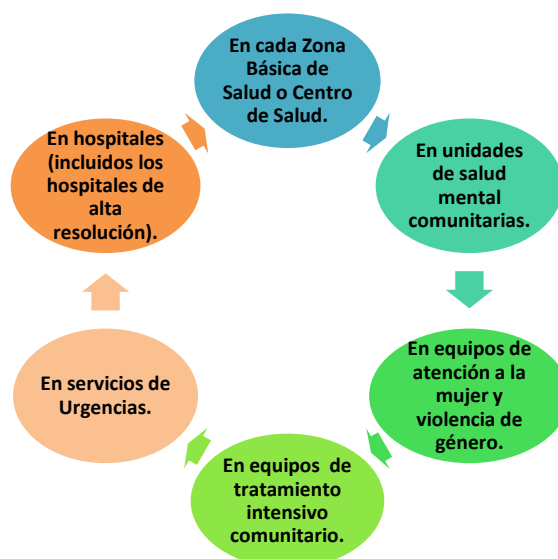 En cada Zona
Básica de
Salud o Centro
de Salud.
En unidades
de salud
mental
comunitarias.
En equipos de
atención a la
mujer y
violencia de
género.
En equipos  de
tratamiento
intensivo
comunitario.
En servicios de
Urgencias.
En hospitales
(incluidos los
hospitales de
alta
resolución).